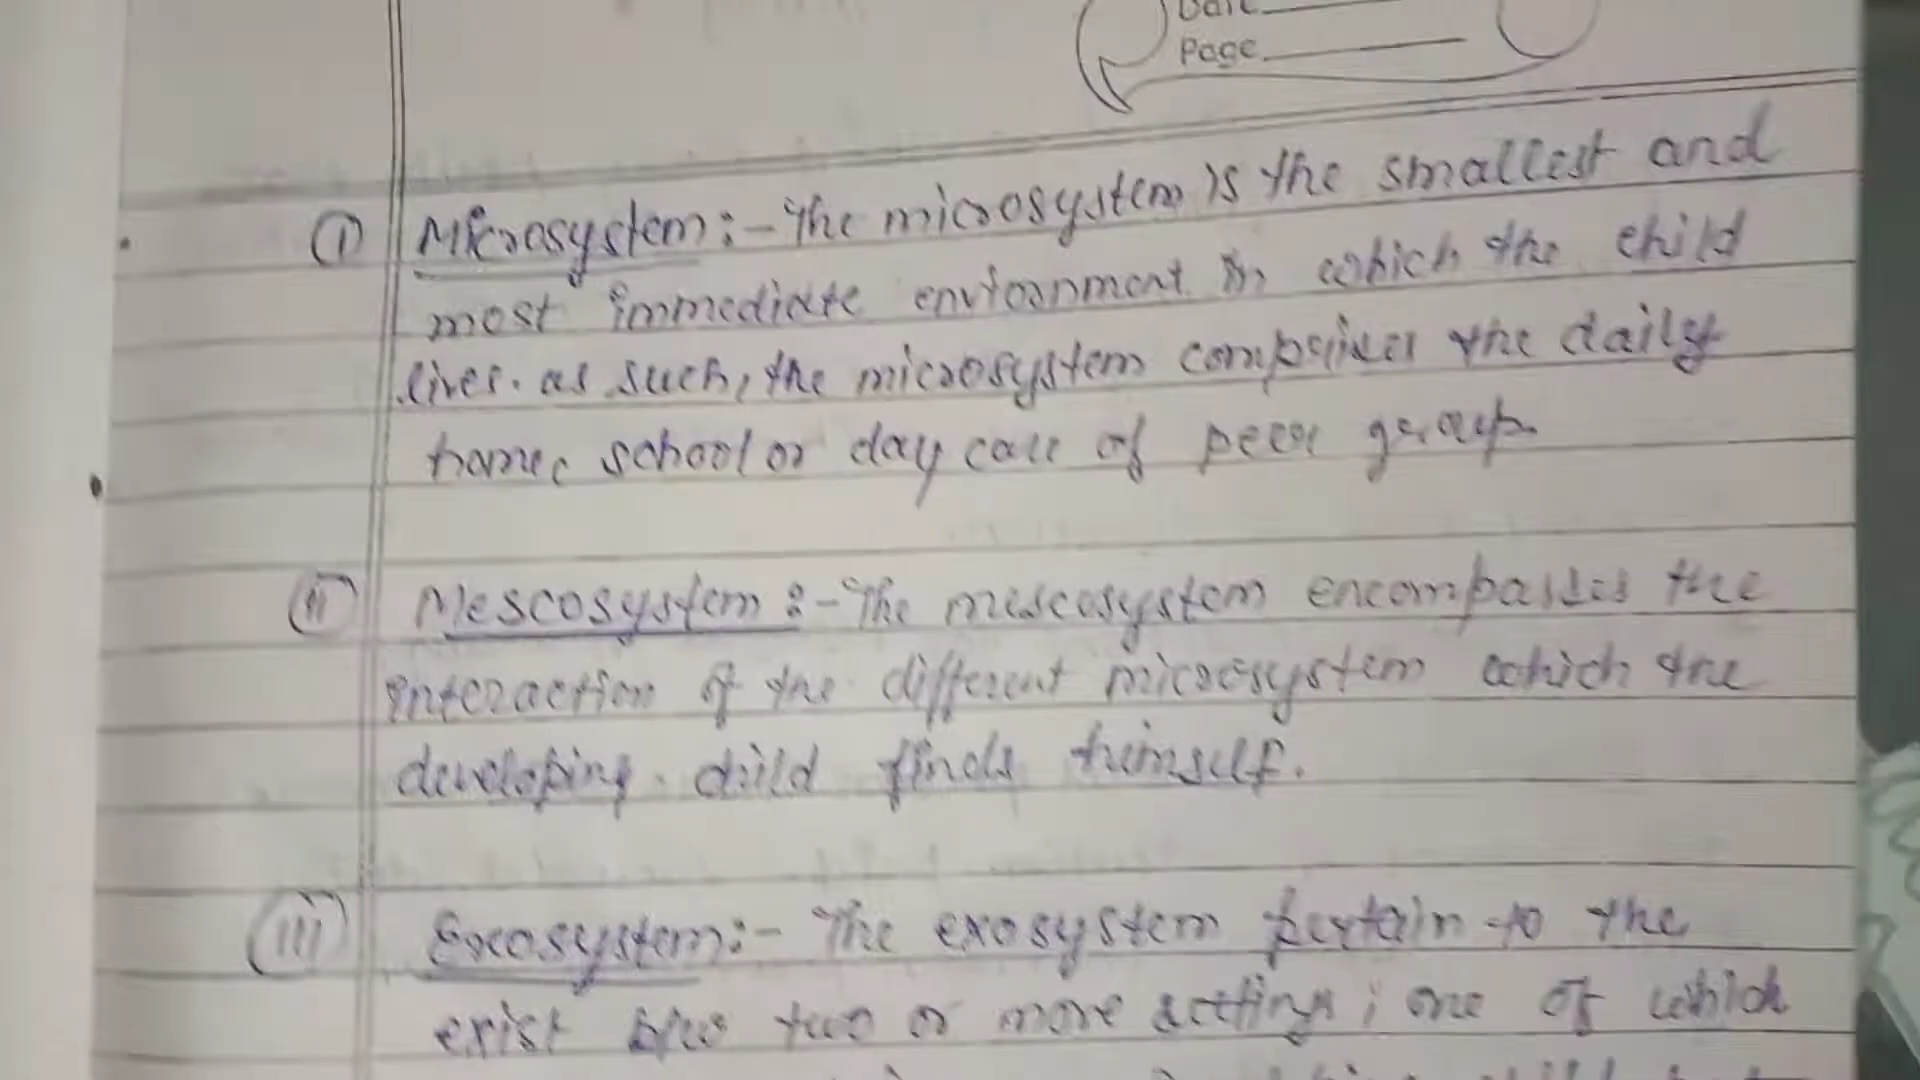 Date
Page
(i) Microsystem :- The microsystem is the smallest and
most immediate environment in which the child
lives. as such, the microsystem comprises the daily
home, school or day care of peer group
(ii) Mescosystem :- The mescosystem encompasses the
interaction of the different microsystem which the
developing child finds himself.
(iii) Exosystem :- The exosystem pertain to the
exist b/w two or more settings ; one of which